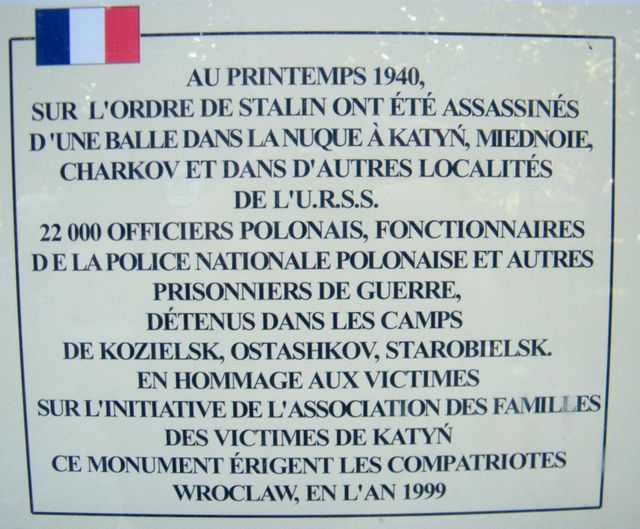 AU PRINTEMPS 1940,
SUR L'ORDRE DE STALIN ONT ÉTÉ ASSASSINÉS
D'UNE BALLE DANS LA NUQUE À KATYŃ, MIEDNOIE,
CHARKOV ET DANS D'AUTRES LOCALITÉS
DE L'U.R.S.S.
22 000 OFFICIERS POLONAIS, FONCTIONNAIRES
DE LA POLICE NATIONALE POLONAISE ET AUTRES
PRISONNIERS DE GUERRE,
DÉTENUS DANS LES CAMPS
DE KOZIELSK, OSTASHKOV, STAROBIELSK.
EN HOMMAGE AUX VICTIMES
SUR L'INITIATIVE DE L'ASSOCIATION DES FAMILLES
DES VICTIMES DE KATYŃ
CE MONUMENT ÉRIGENT LES COMPATRIOTES
WROCLAW, EN L'AN 1999